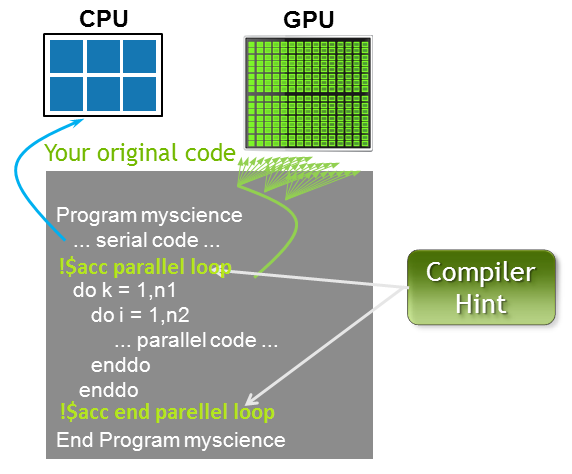 CPU
GPU
Your original code
Program myscience
... serial code ...
!$acc parallel loop
do k = 1,n1
do i = 1,n2
... parallel code ...
enddo
enddo
!$acc end parellel loop
End Program myscience
Compiler
Hint